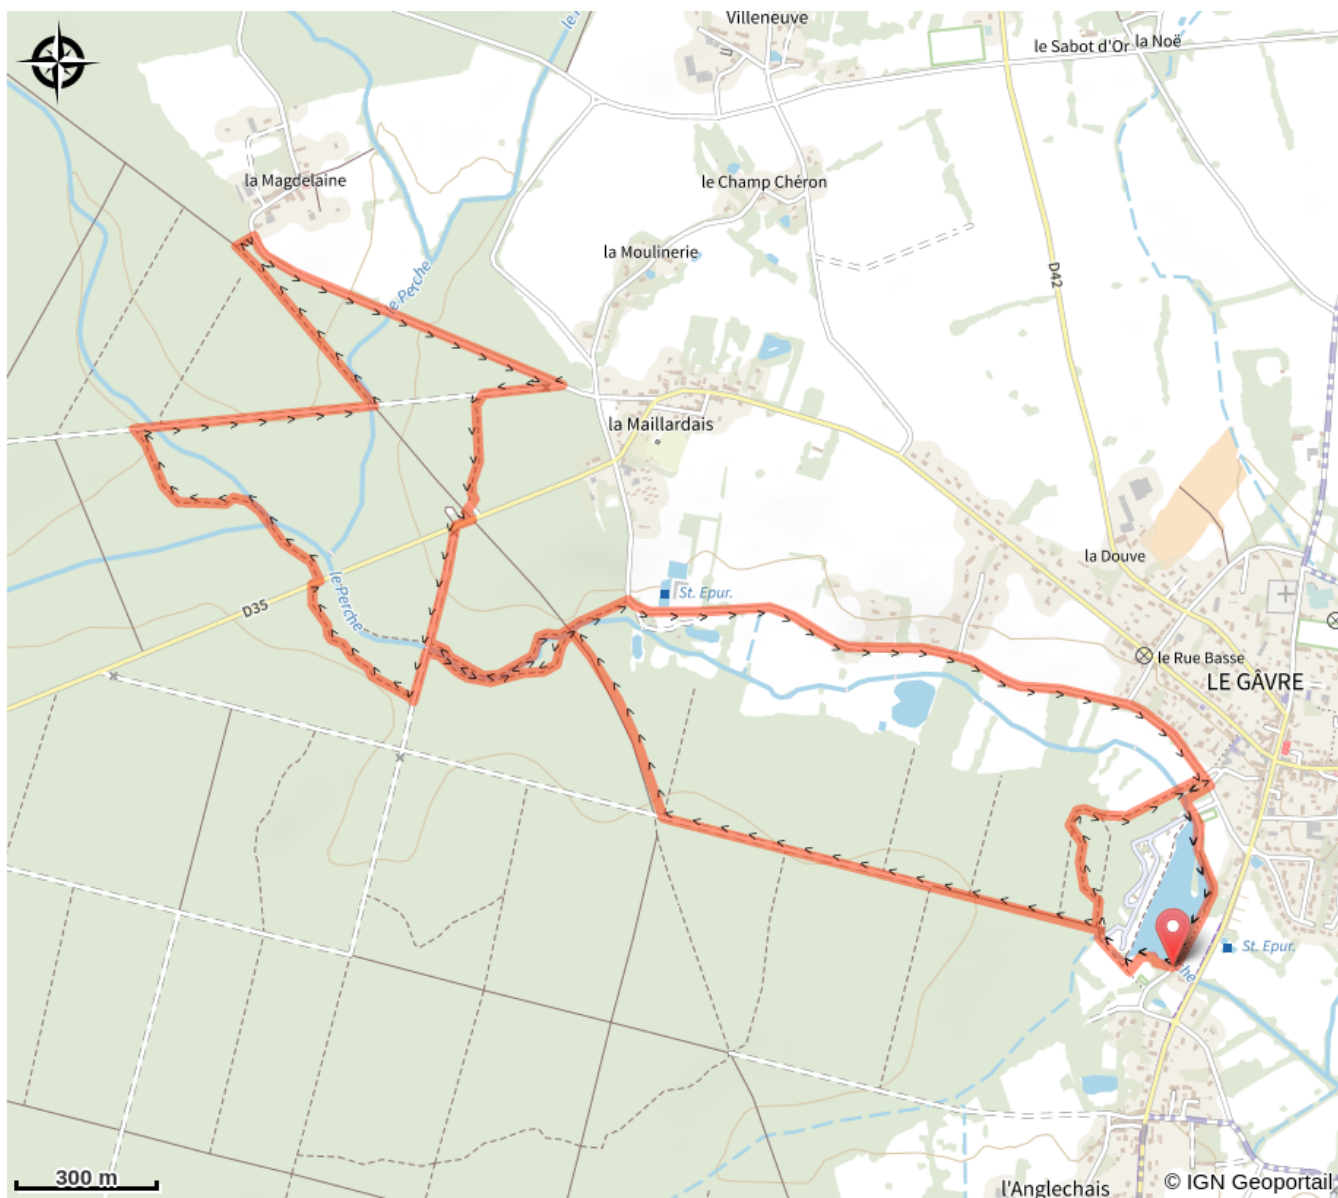 Villeneuve
le Sabot d'Or
la Noë
la Magdelaine
le Champ Chéron
la Moulinerie
le Perche
D42
la Maillardais
la Douve
St. Epur.
le Perche
D35
le Rue Basse
LE GÂVRE
St. Epur.
che
300 m
l'Anglechais
© IGN Geoportail